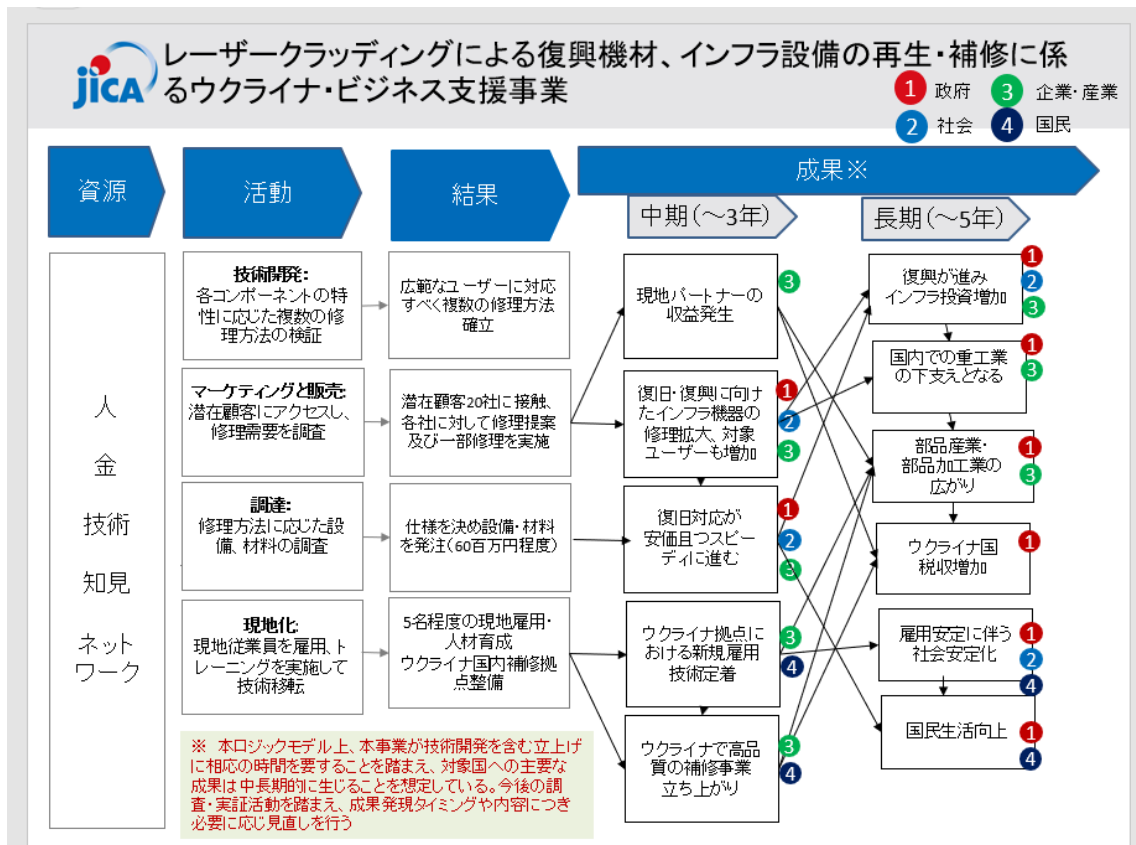 JICA
レーザークラッディングによる復興機材、インフラ設備の再生・補修に係
るウクライナ・ビジネス支援事業
1 政府 3 企業・産業
2 社会 4 国民
資源
活動
結果
成果※
中期(~3年)
長期(~5年)
人
金
技術
知見
ネット
ワーク
技術開発:
各コンポーネントの特
性に応じた複数の修
理方法の検証
マーケティングと販売:
潜在顧客にアクセスし、
修理需要を調査
調達:
修理方法に応じた設
備、材料の調査
現地化:
現地従業員を雇用、ト
レーニングを実施して
技術移転
広範なユーザーに対応
すべく複数の修理方法
確立
潜在顧客20社に接触、
各社に対して修理提案
及び一部修理を実施
仕様を決め設備・材料
を発注(60百万円程度)
5名程度の現地雇用・
人材育成
ウクライナ国内補修拠
点整備
現地パートナーの
収益発生
3
復旧・復興に向け
たインフラ機器の
修理拡大、対象
ユーザーも増加
1
2
3
復旧対応が
安価且つスピー
ディに進む
1
2
3
ウクライナ拠点に
おける新規雇用
技術定着
3
4
ウクライナで高品
質の補修事業
立ち上がり
3
4
復興が進み
インフラ投資増加
1
2
3
国内での重工業
の下支えとなる
1
3
部品産業・
部品加工業の
広がり
1
3
ウクライナ国
税収増加
1
雇用安定に伴う
社会安定化
1
2
4
国民生活向上
1
4
※ 本ロジックモデル上、本事業が技術開発を含む立上げ
に相応の時間を要することを踏まえ、対象国への主要な
成果は中長期的に生じることを想定している。今後の調
査・実証活動を踏まえ、成果発現タイミングや内容につき
必要に応じ見直しを行う